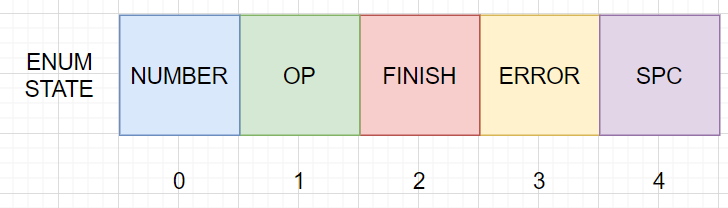 ENUM
STATE
NUMBER OP FINISH ERROR SPC
0 1 2 3 4